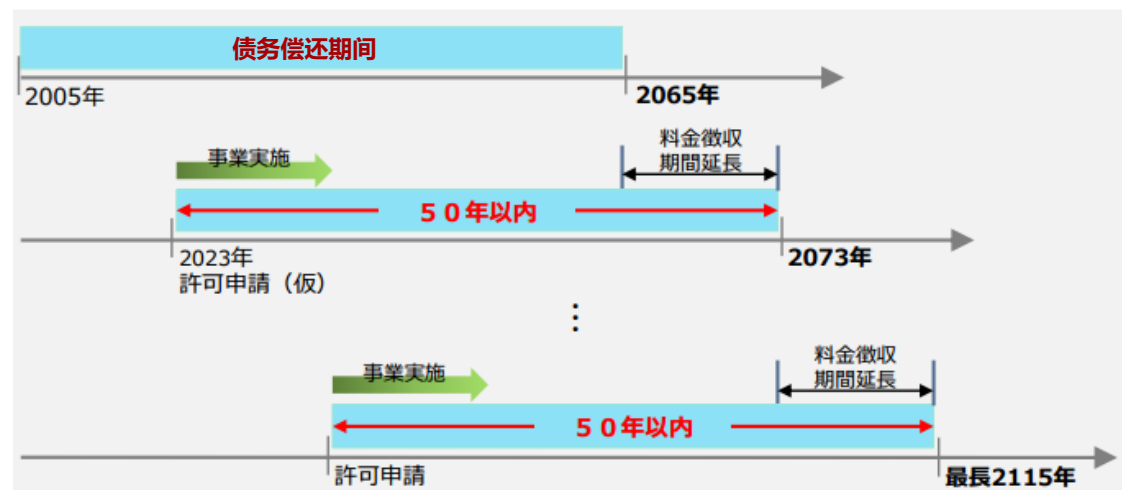 债务偿还期间
2005年
2065年
事業実施
料金徴収
期間延長
５０年以内
2023年
許可申請（仮）
2073年
⋮
事業実施
料金徴収
期間延長
５０年以内
許可申請
最長2115年